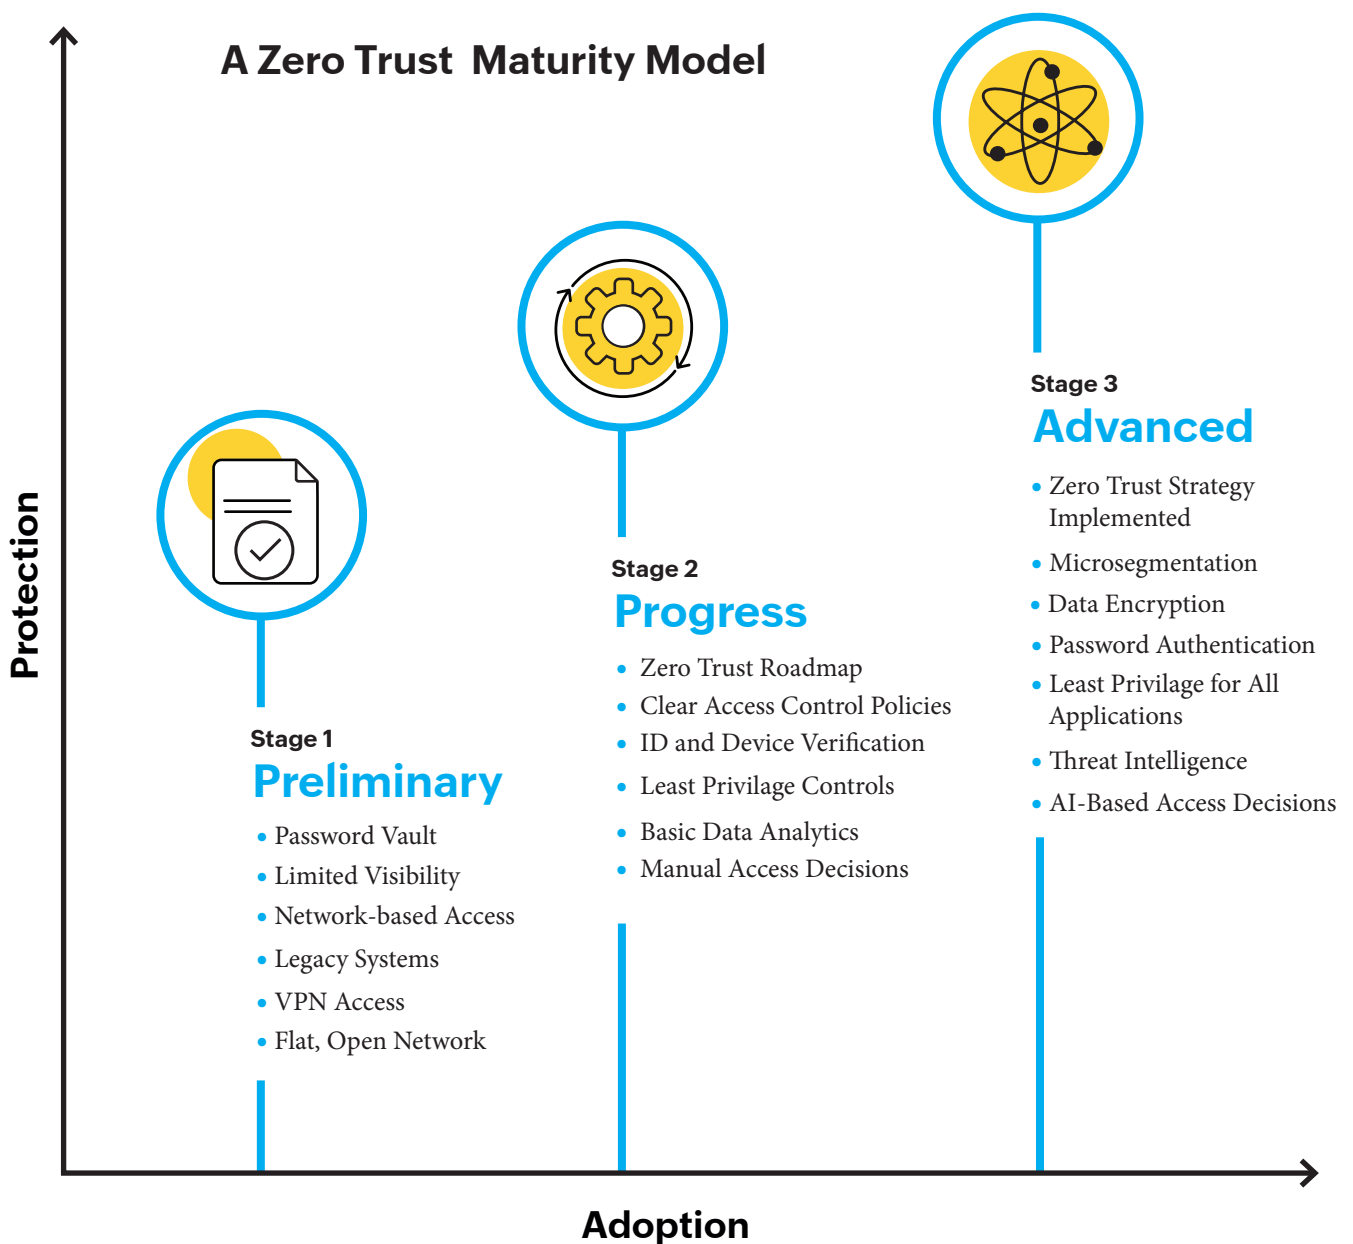 A Zero Trust Maturity Model
Protection
Stage 1
Preliminary
• Password Vault
• Limited Visibility
• Network-based Access
• Legacy Systems
• VPN Access
• Flat, Open Network
Stage 2
Progress
• Zero Trust Roadmap
• Clear Access Control Policies
• ID and Device Verification
• Least Privilage Controls
• Basic Data Analytics
• Manual Access Decisions
Stage 3
Advanced
• Zero Trust Strategy
Implemented
• Microsegmentation
• Data Encryption
• Password Authentication
• Least Privilage for All
Applications
• Threat Intelligence
• AI-Based Access Decisions
Adoption